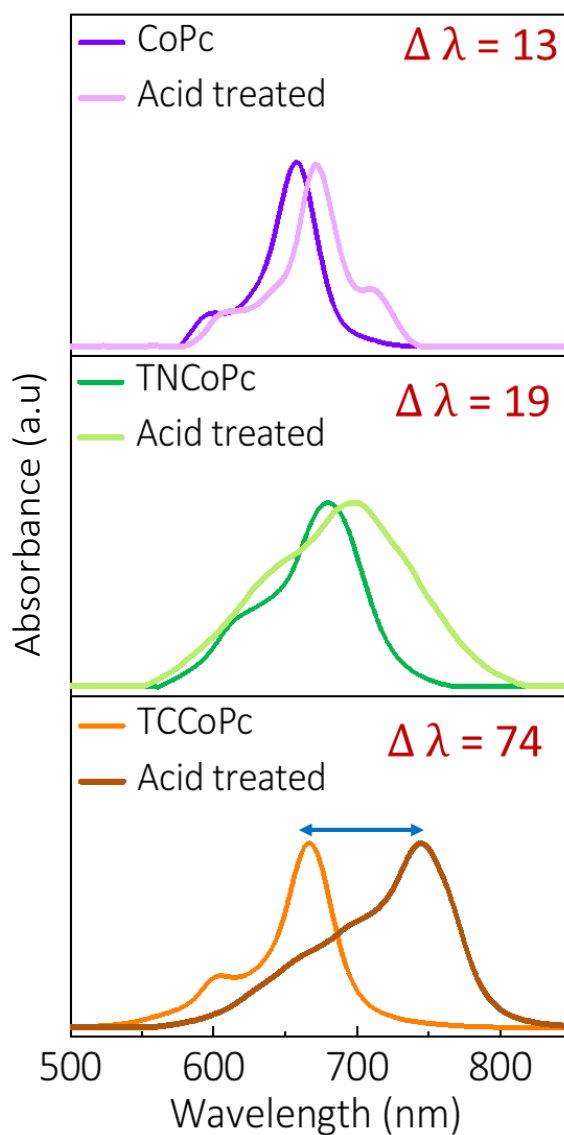 CoPc
Δ λ = 13
Acid treated
TNCoPc
Δ λ = 19
Acid treated
TCCoPc
Δ λ = 74
Acid treated
Absorbance (a.u)
500 600 700 800
Wavelength (nm)